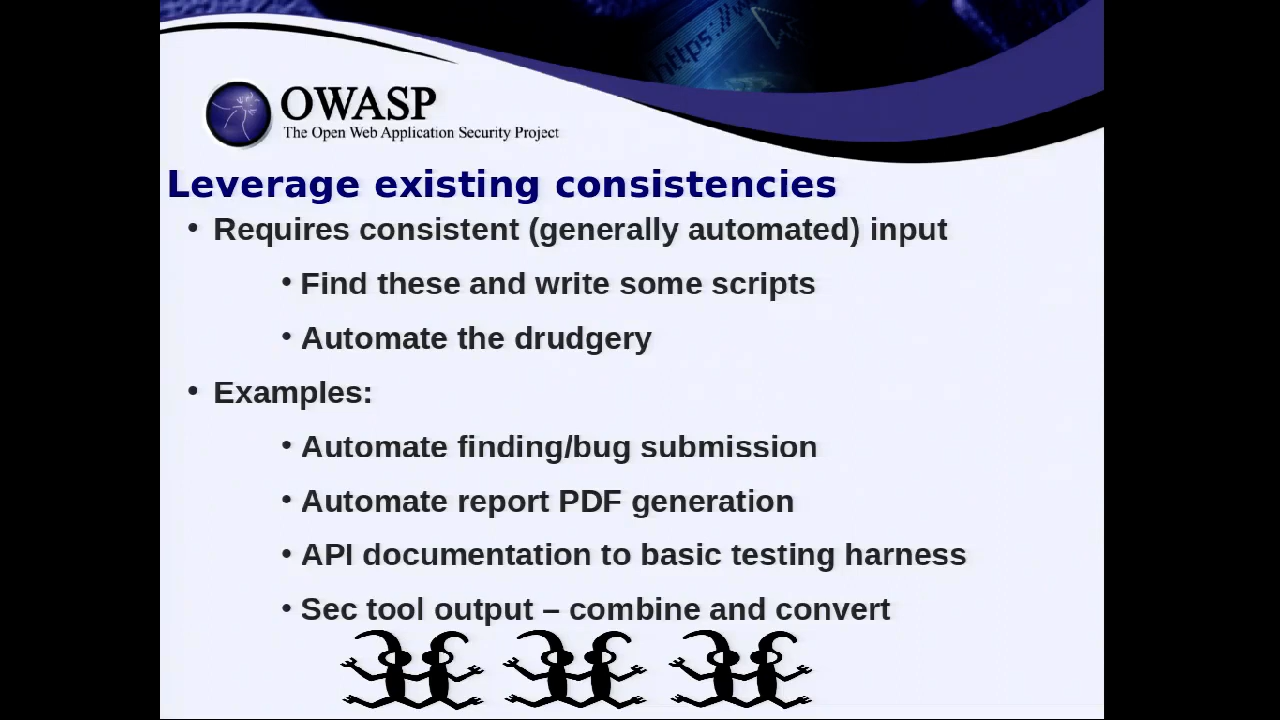 https://w
OWASP
The Open Web Application Security Project
Leverage existing consistencies
• Requires consistent (generally automated) input
• Find these and write some scripts
• Automate the drudgery
• Examples:
• Automate finding/bug submission
• Automate report PDF generation
• API documentation to basic testing harness
• Sec tool output – combine and convert